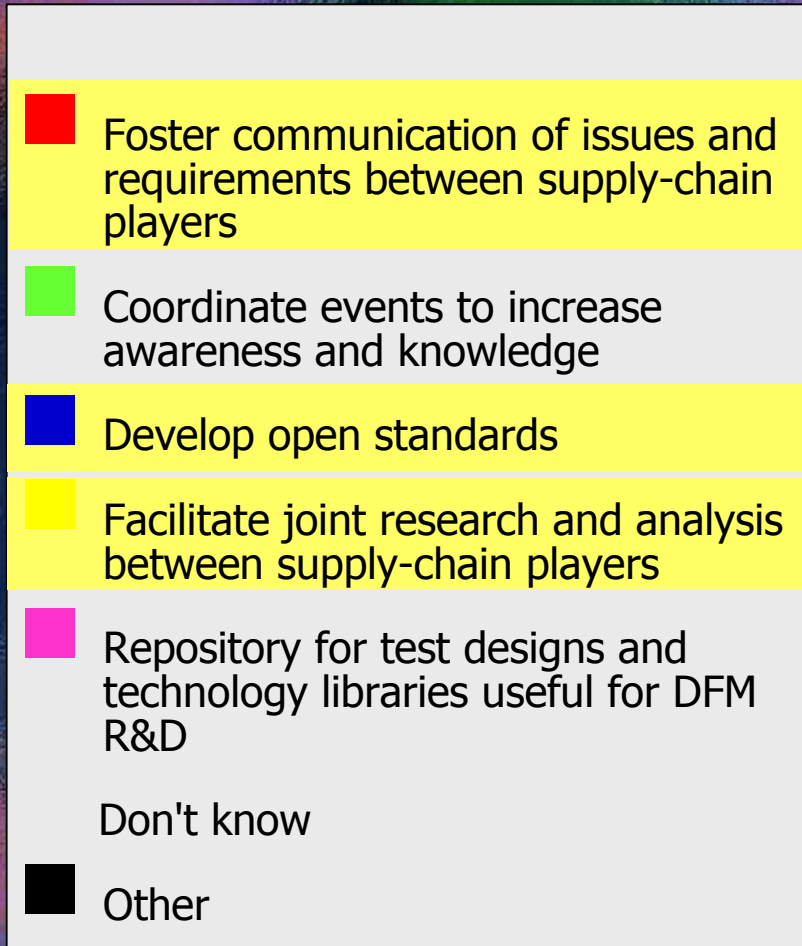 Foster communication of issues and
requirements between supply-chain
players
Coordinate events to increase
awareness and knowledge
Develop open standards
Facilitate joint research and analysis
between supply-chain players
Repository for test designs and
technology libraries useful for DFM
R&D
Don't know
Other